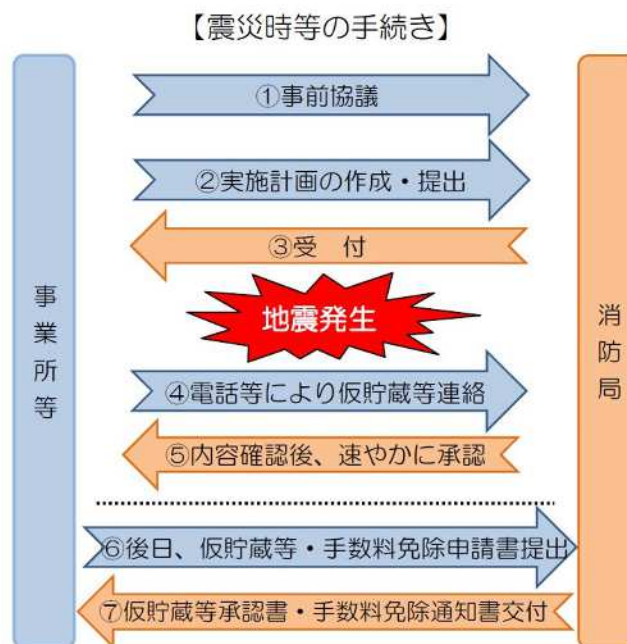 【震災時等の手続き】
事業所等
①事前協議
②実施計画の作成・提出
③受　付
地震発生
④電話等により仮貯蔵等連絡
⑤内容確認後、速やかに承認
⑥後日、仮貯蔵等・手数料免除申請書提出
⑦仮貯蔵等承認書・手数料免除通知書交付
消防局